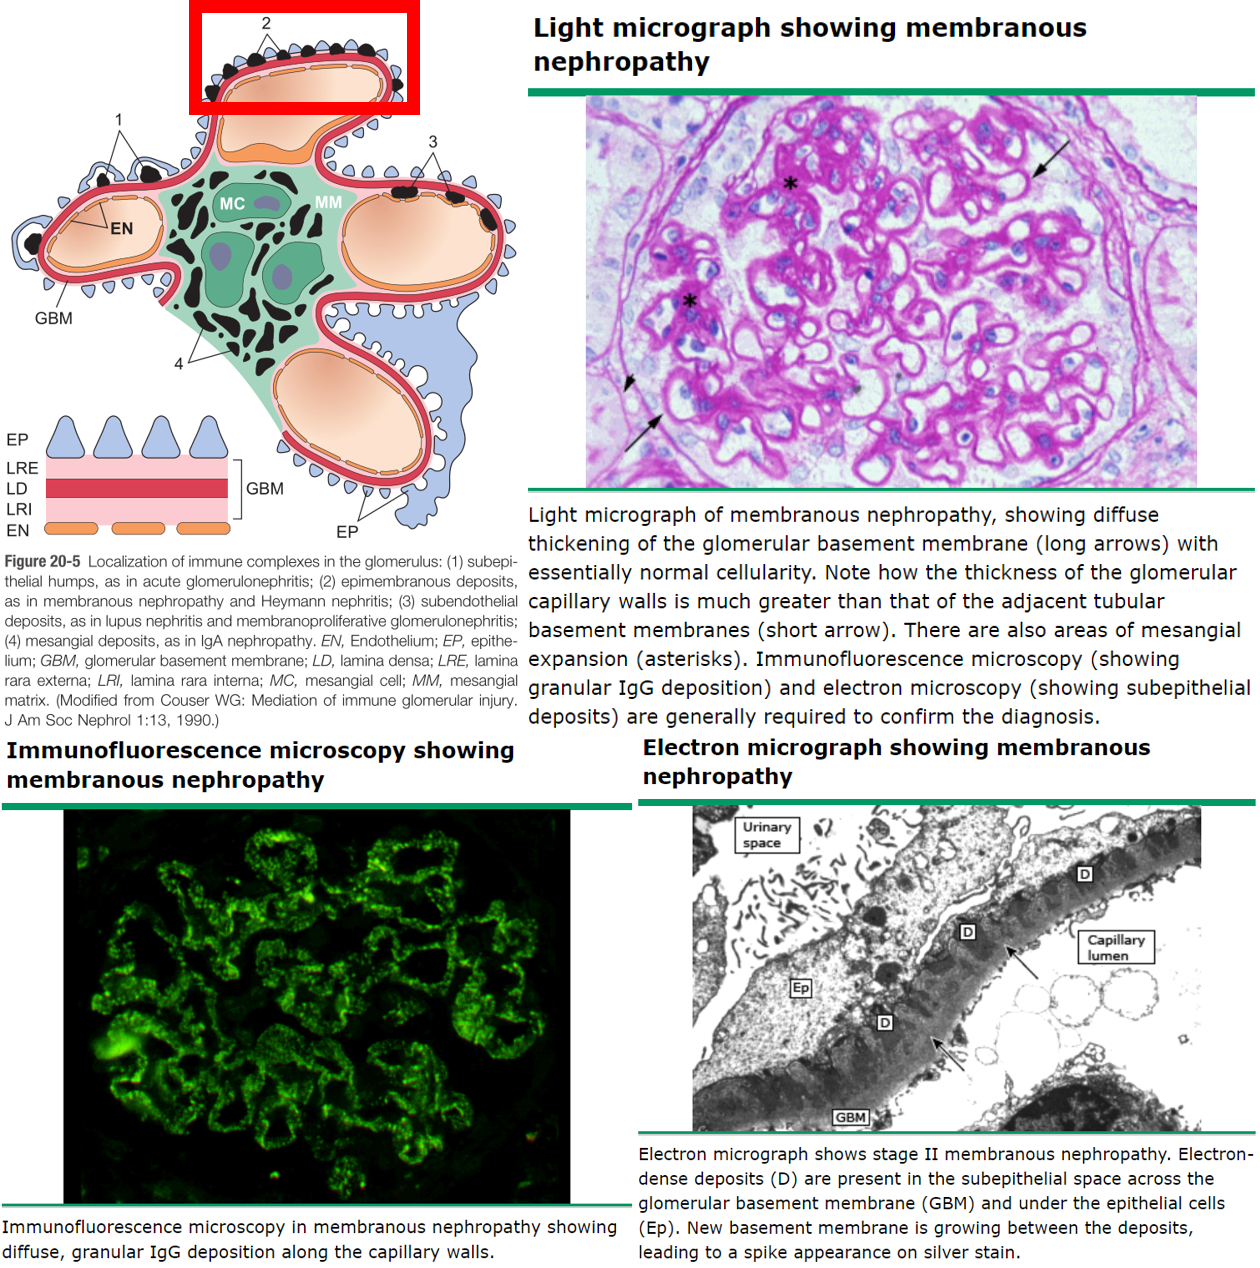 2
1
3
MC
MM
EN
GBM
4
EP
LRE
LD
GBM
LRI
EN
EP
Figure 20-5 Localization of immune complexes in the glomerulus: (1) subepi-
thelial humps, as in acute glomerulonephritis; (2) epimembranous deposits,
as in membranous nephropathy and Heymann nephritis; (3) subendothelial
deposits, as in lupus nephritis and membranoproliferative glomerulonephritis;
(4) mesangial deposits, as in IgA nephropathy. EN, Endothelium; EP, epithe-
lium; GBM, glomerular basement membrane; LD, lamina densa; LRE, lamina
rara externa; LRI, lamina rara interna; MC, mesangial cell; MM, mesangial
matrix. (Modified from Couser WG: Mediation of immune glomerular injury.
J Am Soc Nephrol 1:13, 1990.)
Light micrograph showing membranous
nephropathy
*
*
Light micrograph of membranous nephropathy, showing diffuse
thickening of the glomerular basement membrane (long arrows) with
essentially normal cellularity. Note how the thickness of the glomerular
capillary walls is much greater than that of the adjacent tubular
basement membranes (short arrow). There are also areas of mesangial
expansion (asterisks). Immunofluorescence microscopy (showing
granular IgG deposition) and electron microscopy (showing subepithelial
deposits) are generally required to confirm the diagnosis.
Immunofluorescence microscopy showing
membranous nephropathy
Immunofluorescence microscopy in membranous nephropathy showing
diffuse, granular IgG deposition along the capillary walls.
Electron micrograph showing membranous
nephropathy
Urinary
space
D
D
Capillary
lumen
Ep
D
GBM
Electron micrograph shows stage II membranous nephropathy. Electron-
dense deposits (D) are present in the subepithelial space across the
glomerular basement membrane (GBM) and under the epithelial cells
(Ep). New basement membrane is growing between the deposits,
leading to a spike appearance on silver stain.